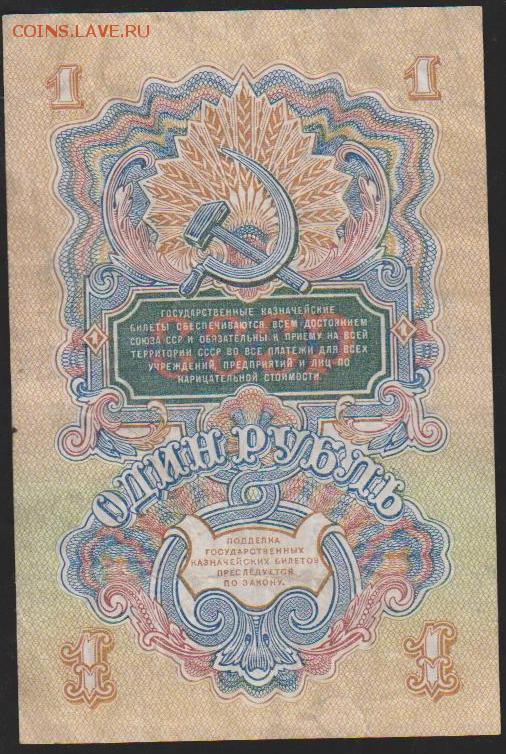 COINS.LAVE.RU
1 1
ГОСУДАРСТВЕННЫЕ КАЗНАЧЕЙСКИЕ
БИЛЕТЫ ОБЕСПЕЧИВАЮТСЯ ВСЕМ ДОСТОЯНИЕМ
СОЮЗА ССР И ОБЯЗАТЕЛЬНЫ К ПРИЕМУ НА ВСЕЙ
ТЕРРИТОРИИ СССР ВО ВСЕ ПЛАТЕЖИ ДЛЯ ВСЕХ
УЧРЕЖДЕНИЙ, ПРЕДПРИЯТИЙ И ЛИЦ ПО
НАРИЦАТЕЛЬНОЙ СТОИМОСТИ.
1 1
ОДИН РУБЛЬ
ПОДДЕЛКА
ГОСУДАРСТВЕННЫХ
КАЗНАЧЕЙСКИХ БИЛЕТОВ
ПРЕСЛЕДУЕТСЯ
ПО ЗАКОНУ.
1 1